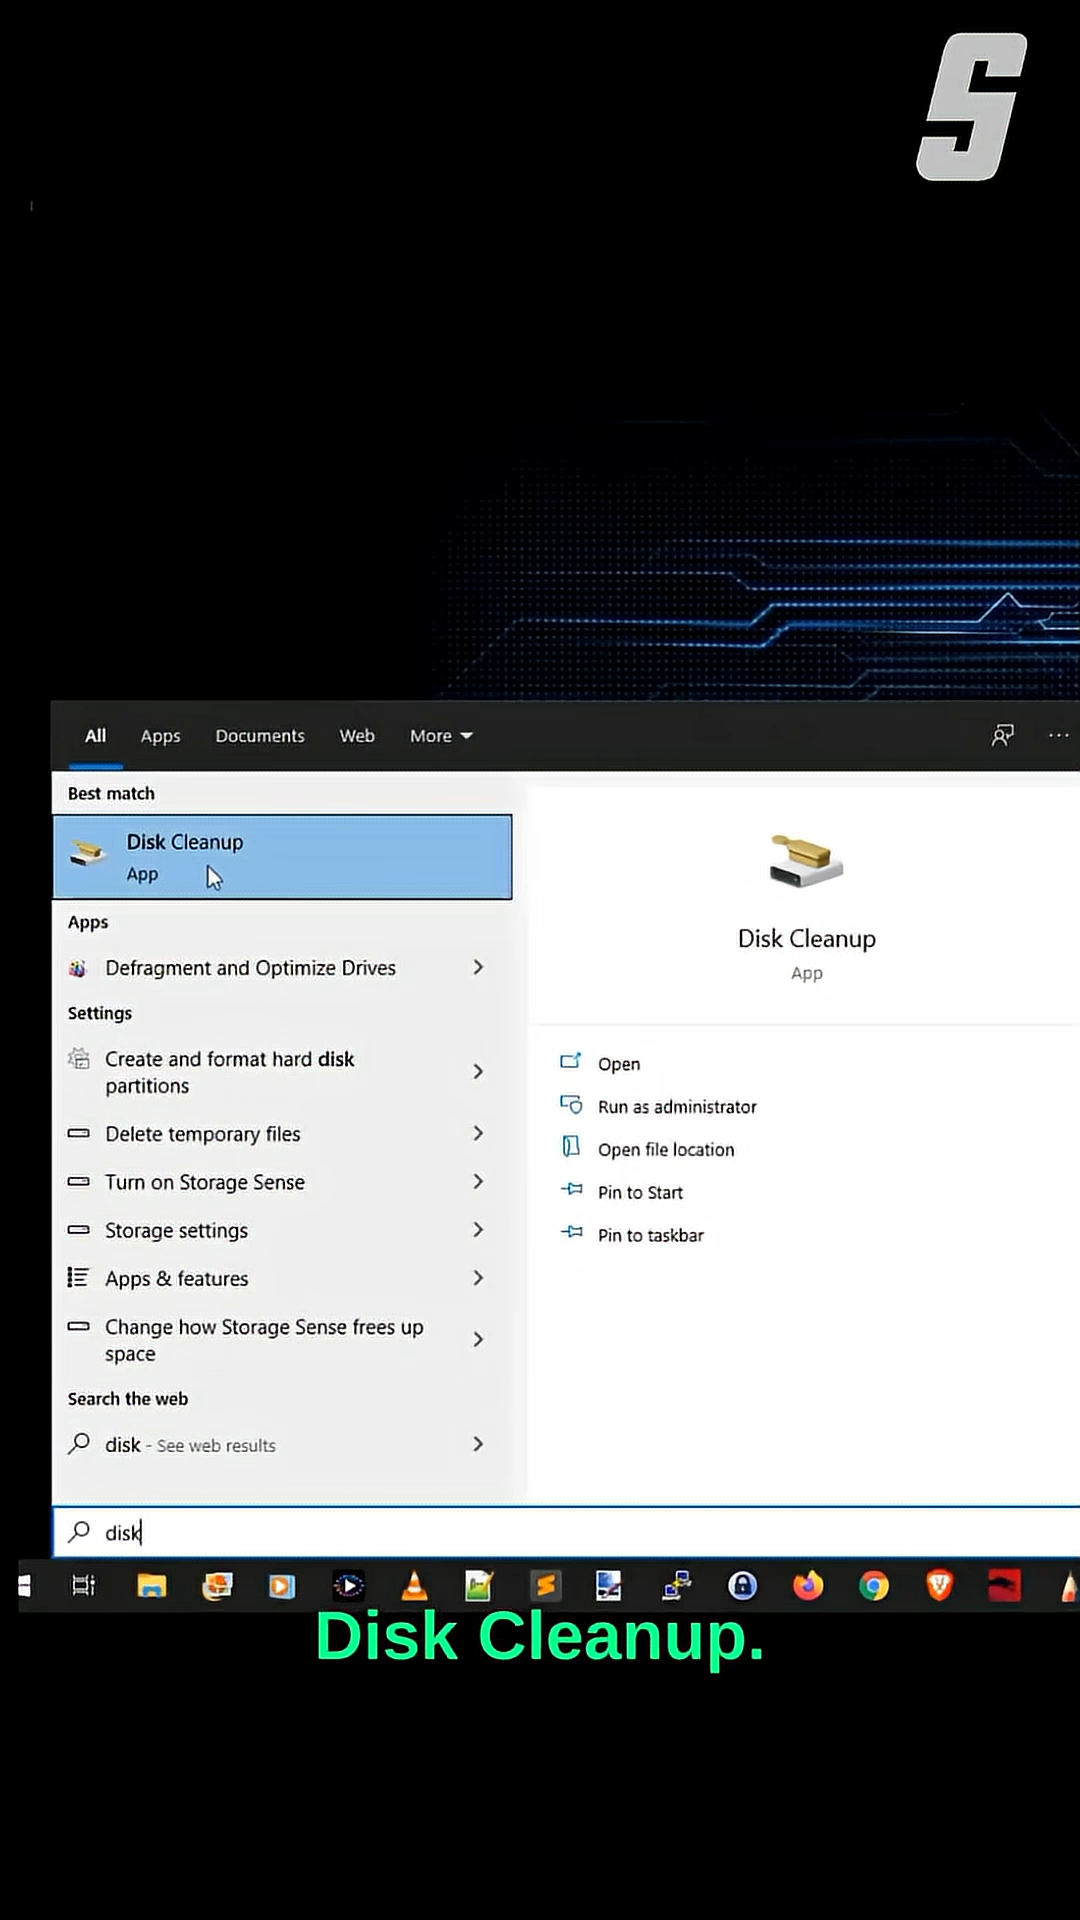 S
All Apps Documents Web More
Best match
Disk Cleanup
App
Apps
Defragment and Optimize Drives
Settings
Create and format hard disk
partitions
Delete temporary files
Turn on Storage Sense
Storage settings
Apps & features
Change how Storage Sense frees up
space
Search the web
disk - See web results
Disk Cleanup
App
Open
Run as administrator
Open file location
Pin to Start
Pin to taskbar
disk
Disk Cleanup.